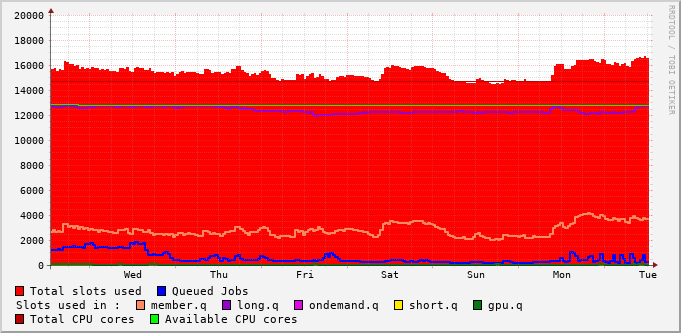 20000
18000
16000
14000
12000
10000
8000
6000
4000
2000
0
Wed Thu Fri Sat Sun Mon Tue
Total slots used Queued Jobs
Slots used in : member.q long.q ondemand.q short.q gpu.q
Total CPU cores Available CPU cores
RRDTOOL / TOBI OETIKER